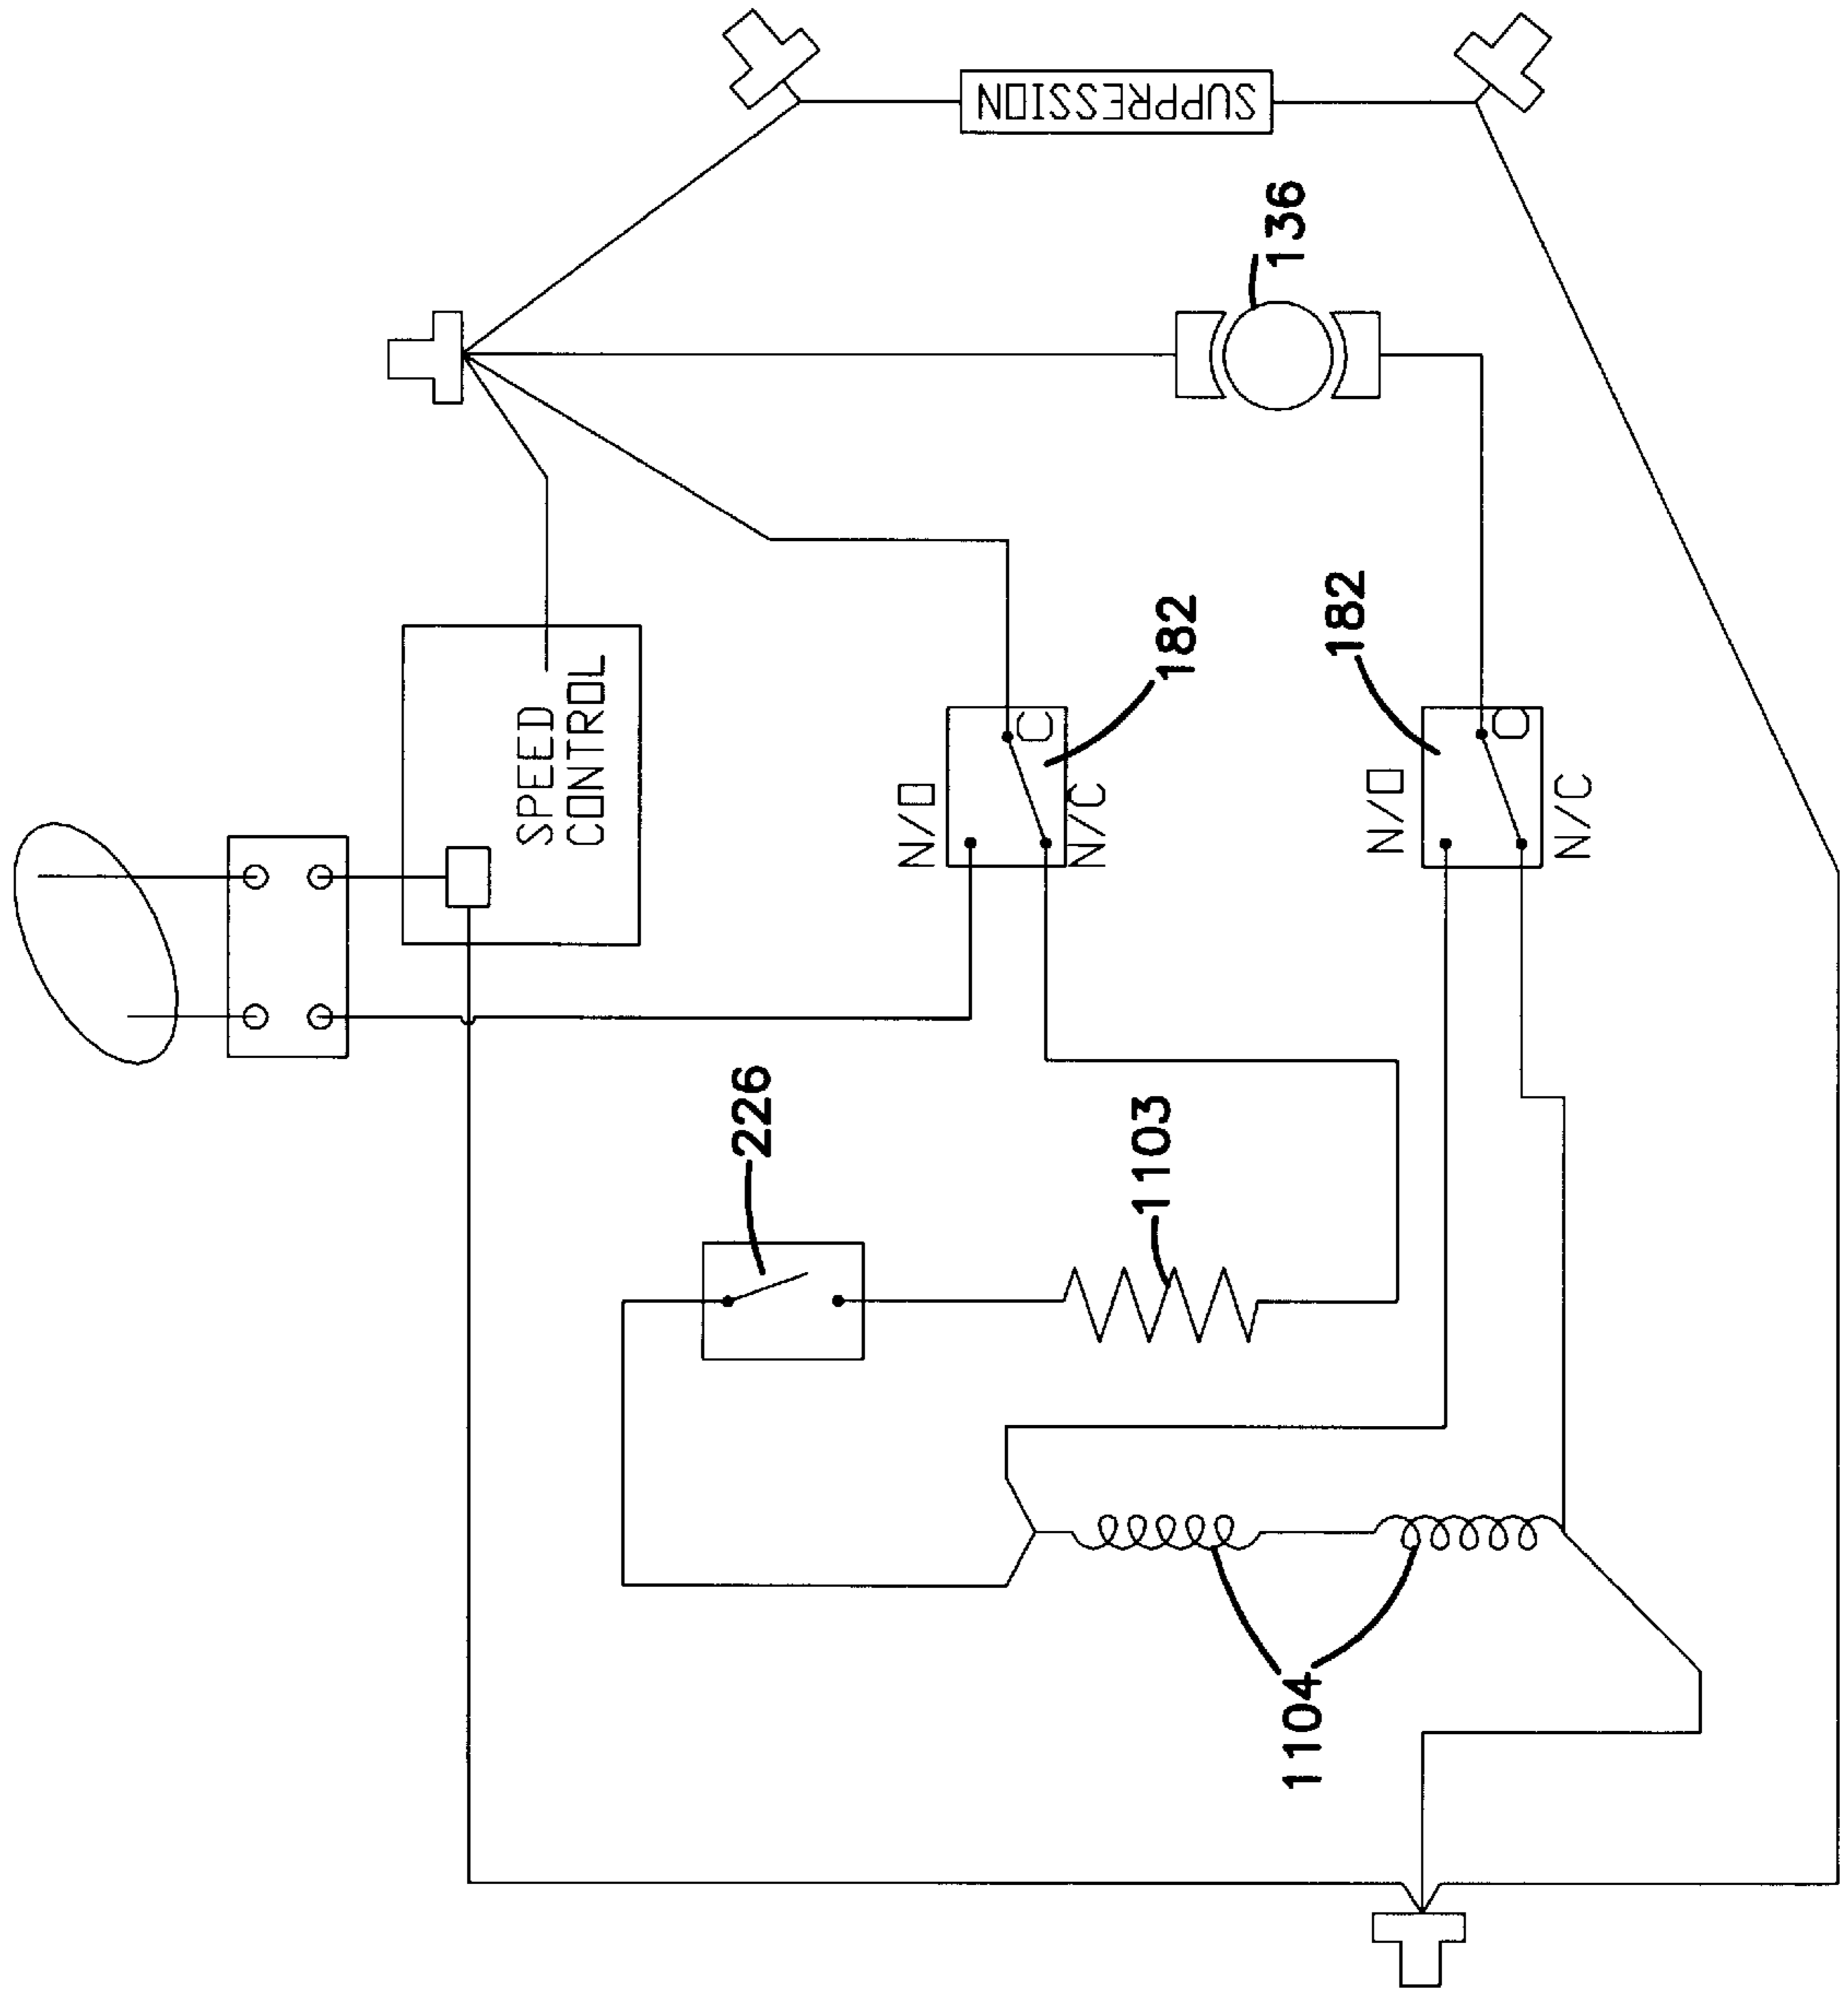 SUPPRESSION
136
SPEED
CONTROL
N/O
C
N/C
182
182
N/O
C
N/C
226
1103
1104